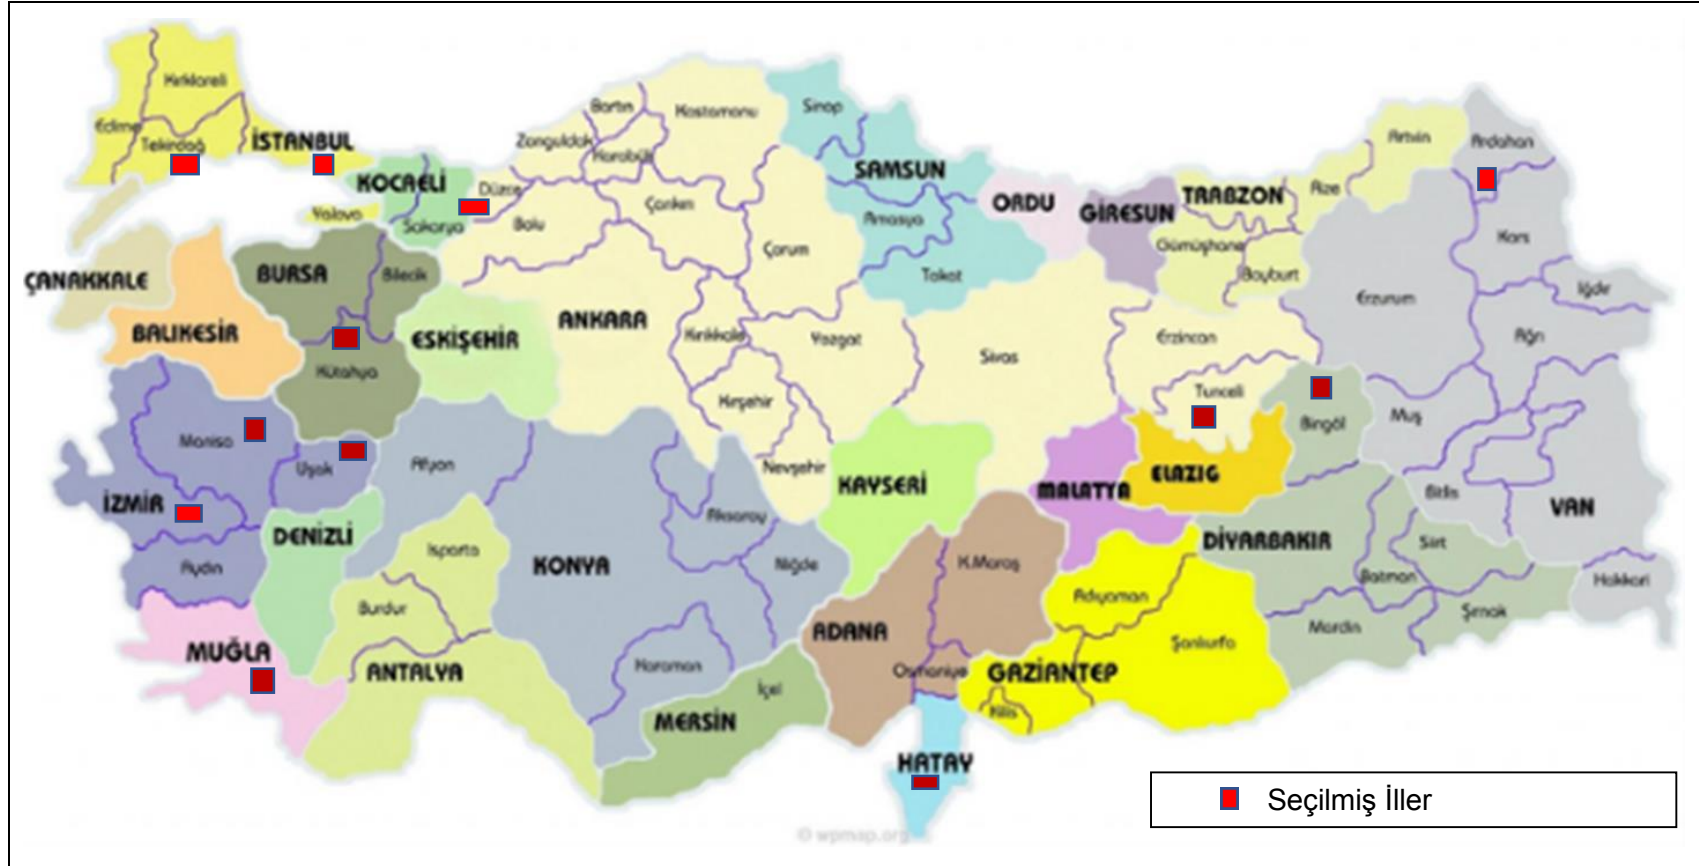 Kırklareli
Edirne
Tekirdağ
İSTANBUL
KOCAELİ
Yalova
Sakarya
Düzce
Bolu
Zonguldak
Bartın
Karabük
Kastamonu
Çankırı
Sinop
SAMSUN
Amasya
Tokat
Çorum
ORDU
GİRESUN
TRABZON
Rize
Artvin
Ardahan
Gümüşhane
Bayburt
Kars
Iğdır
Erzurum
Ağrı
ÇANAKKALE
BALIKESİR
BURSA
Bilecik
Kütahya
ESKİŞEHİR
ANKARA
Kırıkkale
Yozgat
Kırşehir
Nevşehir
Sivas
Erzincan
Tunceli
Bingöl
Muş
Bitlis
VAN
Hakkari
Manisa
Uşak
Afyon
İZMİR
Aydın
DENİZLİ
Isparta
Burdur
KONYA
Aksaray
Niğde
Karaman
KAYSERİ
MALATYA
ELAZIG
DİYARBAKIR
Siirt
Batman
Şırnak
Mardin
K.Maraş
Adıyaman
Şanlıurfa
MUĞLA
ANTALYA
MERSİN
İçel
ADANA
Osmaniye
GAZİANTEP
Kilis
HATAY
© wpmap.org
Seçilmiş İller